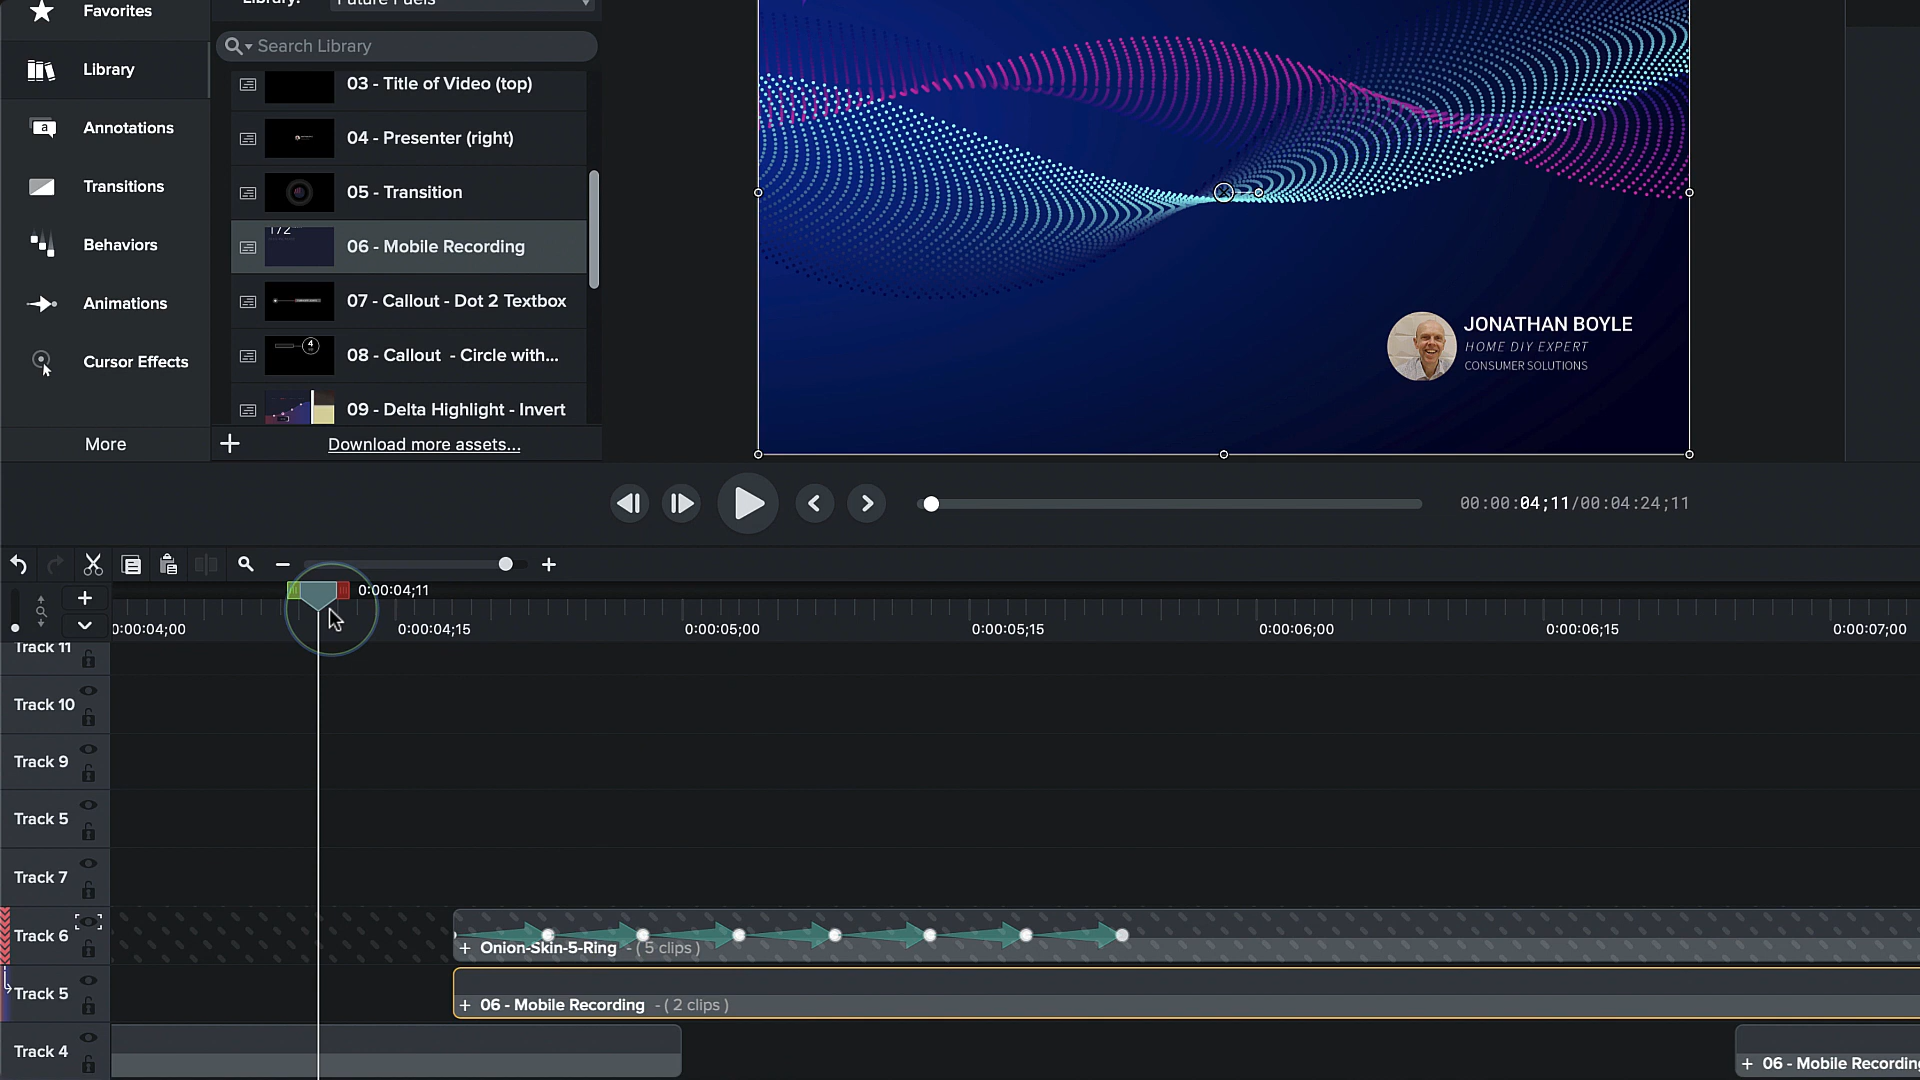 Favorites
Library
Annotations
Transitions
Behaviors
Animations
Cursor Effects
More
Library:
Future Fuels
Search Library
03 - Title of Video (top)
04 - Presenter (right)
05 - Transition
172
06 - Mobile Recording
07 - Callout - Dot 2 Textbox
4
08 - Callout  - Circle with...
09 - Delta Highlight - Invert
Download more assets...
JONATHAN BOYLE
HOME DIY EXPERT
CONSUMER SOLUTIONS
00:00:04;11/00:04:24;11
0:00:04;11
0:00:04;00
0:00:04;15
0:00:05;00
0:00:05;15
0:00:06;00
0:00:06;15
0:00:07;00
Track 11
Track 10
Track 9
Track 5
Track 7
Track 6
+ Onion-Skin-5-Ring - ( 5 clips )
Track 5
+ 06 - Mobile Recording - ( 2 clips )
Track 4
+ 06 - Mobile Recording